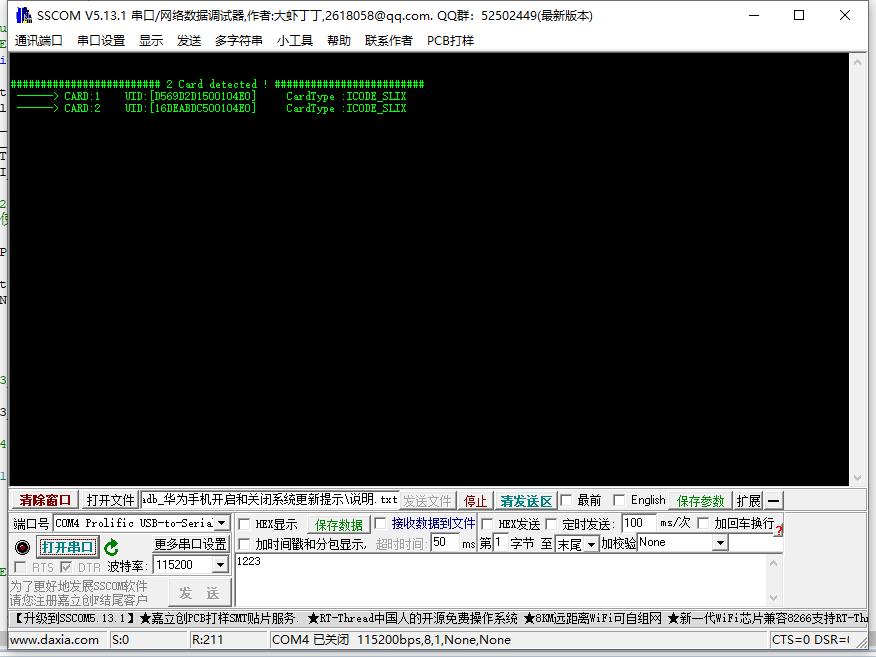 SSCOM V5.13.1 串口/网络数据调试器,作者:大虾丁丁,2618058@qq.com. QQ群：52502449(最新版本)
通讯端口 串口设置 显示 发送 多字符串 小工具 帮助 联系作者 PCB打样
######################### 2 Card detected ! #########################
------> CARD:1 UID:[D569D2D1500104E0] CardType :ICODE_SLIX
------> CARD:2 UID:[16DEABDC500104E0] CardType :ICODE_SLIX
清除窗口 打开文件 adb_华为手机开启和关闭系统更新提示\说明.txt 发送文件 停止 清发送区 最前 English 保存参数 扩展 —
端口号 COM4 Prolific USB-to-Seria HEX显示 保存数据 接收数据到文件 HEX发送 定时发送: 100 ms/次 加回车换行
打开串口 更多串口设置 加时间戳和分包显示, 超时时间: 50 ms 第 1 字节 至 末尾 加校验 None
RTS DTR 波特率: 115200 1223
为了更好地发展SSCOM软件
请您注册嘉立创F结尾客户
发 送
【升级到SSCOM5.13.1】★嘉立创PCB打样SMT贴片服务. ★RT-Thread中国人的开源免费操作系统 ★8KM远距离WiFi可自组网 ★新一代WiFi芯片兼容8266支持RT-Th
www.daxia.com S:0 R:211 COM4 已关闭 115200bps,8,1,None,None CTS=0 DSR=